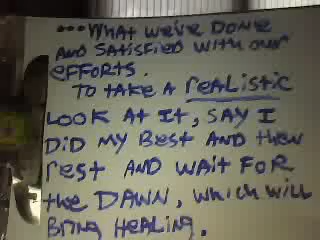 ...What we've Done
AND SATISFIED WITH OUR
EFFORTS.
To take A reaListic
LOOK At It, SAY I
DID MY BEST AND then
rest AND WAIT FOR
the DAWN, which will
BRING HEALING.